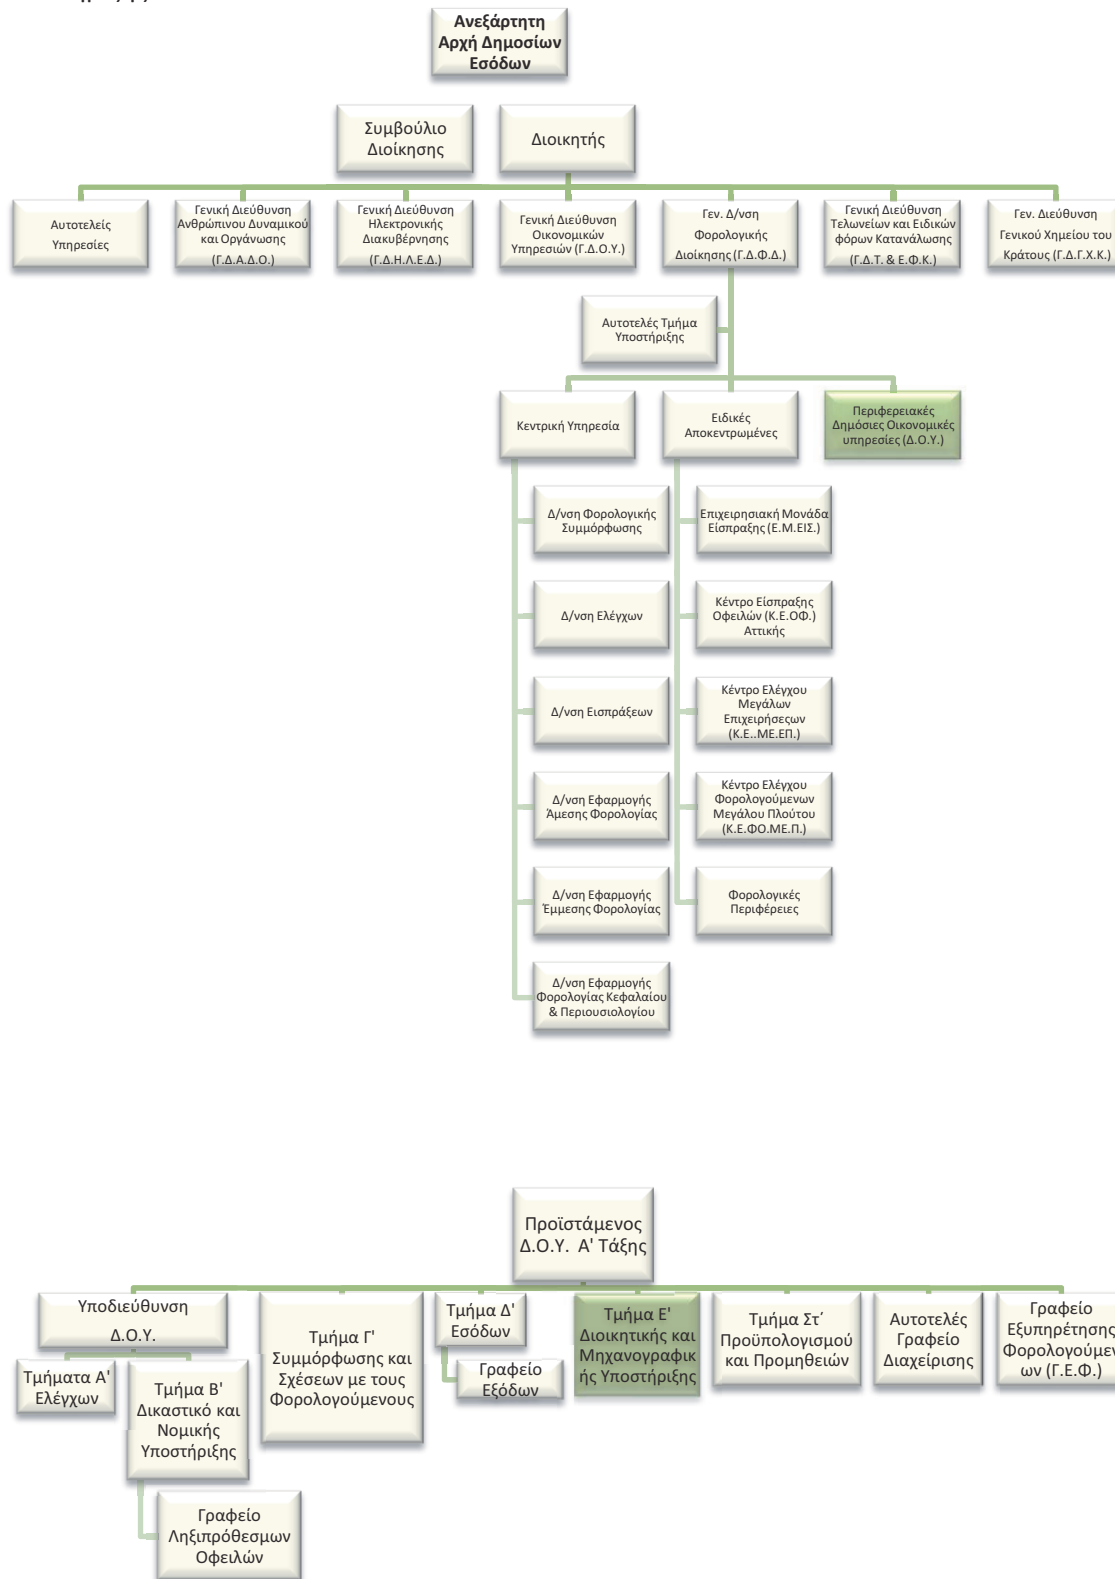 Ανεξάρτητη
Αρχή Δημοσίων
Εσόδων
Συμβούλιο
Διοίκησης
Διοικητής
Αυτοτελείς
Υπηρεσίες
Γενική Διεύθυνση
Ανθρώπινου Δυναμικού
και Οργάνωσης
(Γ.Δ.Α.Δ.Ο.)
Γενική Διεύθυνση
Ηλεκτρονικής
Διακυβέρνησης
(Γ.Δ.Η.Λ.Ε.Δ.)
Γενική Διεύθυνση
Οικονομικών
Υπηρεσιών (Γ.Δ.Ο.Υ.)
Γεν. Δ/νση
Φορολογικής
Διοίκησης (Γ.Δ.Φ.Δ.)
Γενική Διεύθυνση
Τελωνείων και Ειδικών
φόρων Κατανάλωσης
(Γ.Δ.Τ. & Ε.Φ.Κ.)
Γεν. Διεύθυνση
Γενικού Χημείου του
Κράτους (Γ.Δ.Γ.Χ.Κ.)
Αυτοτελές Τμήμα
Υποστήριξης
Κεντρική Υπηρεσία
Ειδικές
Αποκεντρωμένες
Περιφερειακές
Δημόσιες Οικονομικές
υπηρεσίες (Δ.Ο.Υ.)
Δ/νση Φορολογικής
Συμμόρφωσης
Δ/νση Ελέγχων
Δ/νση Εισπράξεων
Δ/νση Εφαρμογής
Άμεσης Φορολογίας
Δ/νση Εφαρμογής
Έμμεσης Φορολογίας
Δ/νση Εφαρμογής
Φορολογίας Κεφαλαίου
& Περιουσιολογίου
Επιχειρησιακή Μονάδα
Είσπραξης (Ε.Μ.ΕΙΣ.)
Κέντρο Είσπραξης
Οφειλών (Κ.Ε.ΟΦ.)
Αττικής
Κέντρο Ελέγχου
Μεγάλων
Επιχειρήσεςων
(Κ.Ε..ΜΕ.ΕΠ.)
Κέντρο Ελέγχου
Φορολογούμενων
Μεγάλου Πλούτου
(Κ.Ε.ΦΟ.ΜΕ.Π.)
Φορολογικές
Περιφέρειες
Προϊστάμενος
Δ.Ο.Υ. Α' Τάξης
Υποδιεύθυνση
Δ.Ο.Υ.
Τμήματα Α'
Ελέγχων
Τμήμα Β'
Δικαστικό και
Νομικής
Υποστήριξης
Γραφείο
Ληξιπρόθεσμων
Οφειλών
Τμήμα Γ'
Συμμόρφωσης και
Σχέσεων με τους
Φορολογούμενους
Τμήμα Δ'
Εσόδων
Γραφείο
Εξόδων
Τμήμα Ε'
Διοικητικής και
Μηχανογραφικ
ής Υποστήριξης
Τμήμα Στ΄
Προϋπολογισμού
και Προμηθειών
Αυτοτελές
Γραφείο
Διαχείρισης
Γραφείο
Εξυπηρέτησης
Φορολογούμεν
ων (Γ.Ε.Φ.)